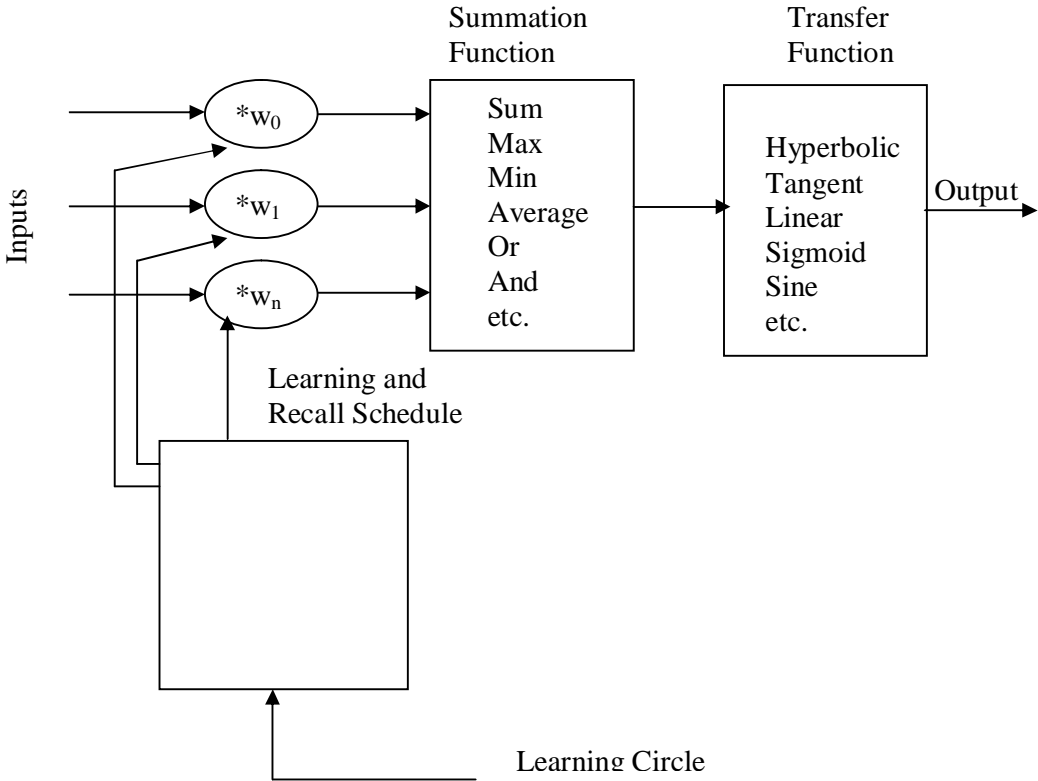 Summation
Function
Transfer
Function
Inputs
*w₀
*w₁
*wₙ
Sum
Max
Min
Average
Or
And
etc.
Hyperbolic
Tangent
Linear
Sigmoid
Sine
etc.
Output
Learning and
Recall Schedule
Learning Circle